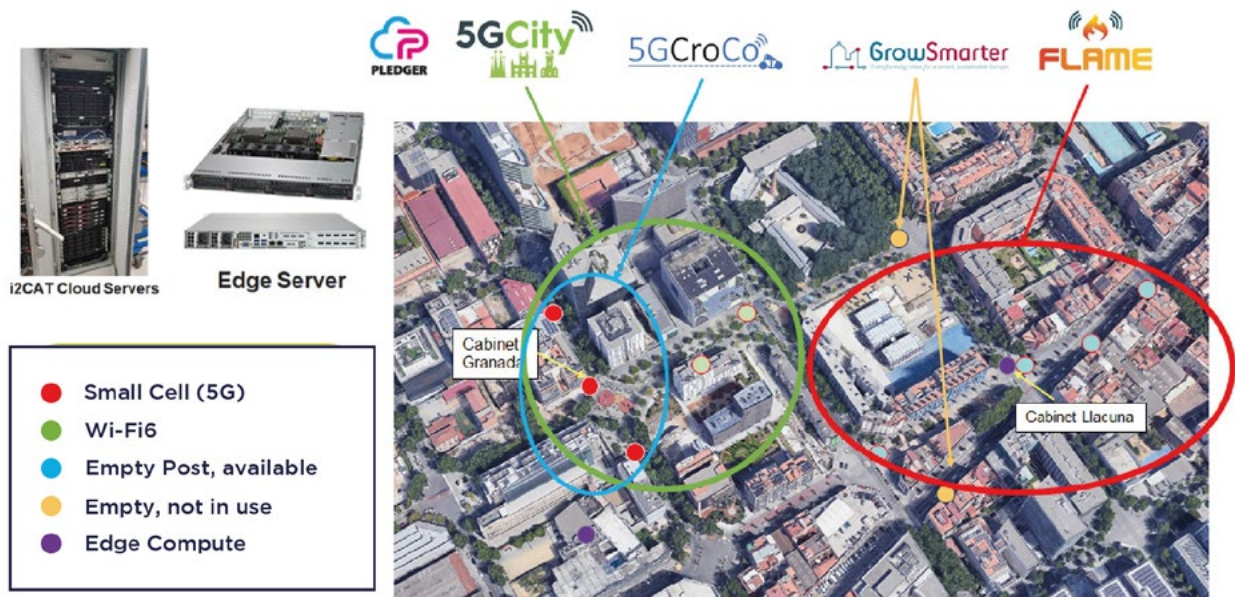 PLEDGER
5GCity
5GCroCo
GrowSmarter
FLAME
i2CAT Cloud Servers
Edge Server
Cabinet
Granada
Cabinet Llacuna
Small Cell (5G)
Wi-Fi6
Empty Post, available
Empty, not in use
Edge Compute